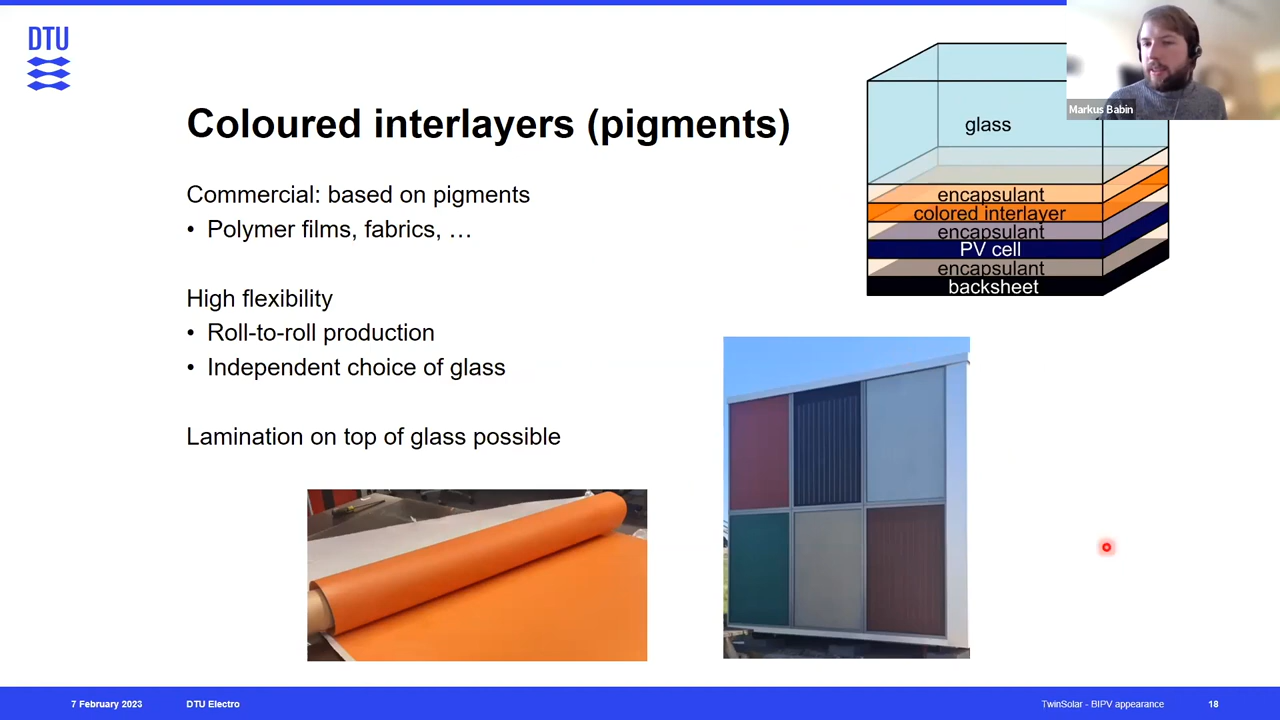 DTU
Markus Babin
Coloured interlayers (pigments)
Commercial: based on pigments
• Polymer films, fabrics, …
High flexibility
• Roll-to-roll production
• Independent choice of glass
Lamination on top of glass possible
glass
encapsulant
colored interlayer
encapsulant
PV cell
encapsulant
backsheet
7 February 2023
DTU Electro
TwinSolar - BIPV appearance
18